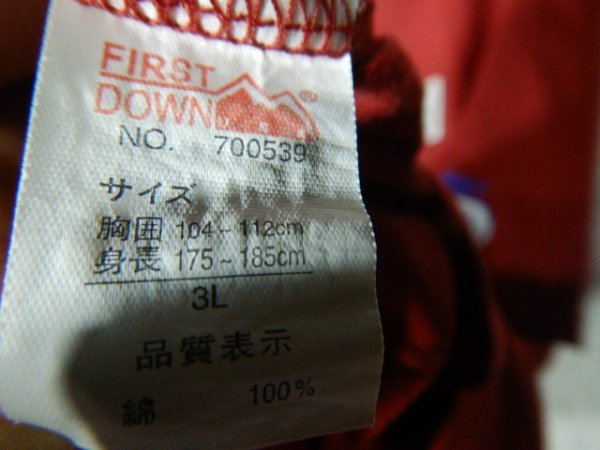 FIRST
DOWN®
NO. 700539
サイズ
胸囲 104~112cm
身長 175~185cm
3L
品質表示
綿 100%